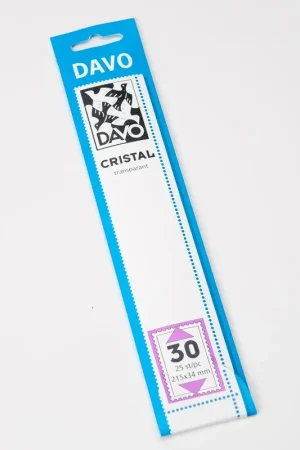 DAVO
DAVO
CRISTAL
transparant
30
25 st/pc
215x34 mm